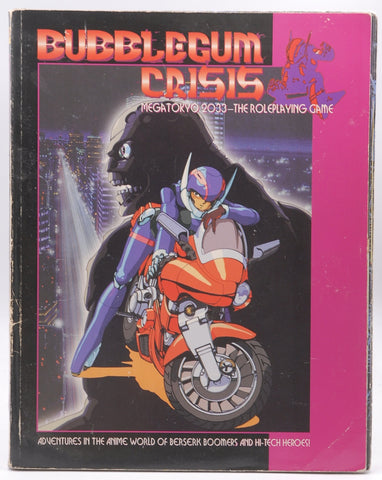 BUBBLEGUM
CRISIS
MEGATOKYO 2033-THE ROLEPLAYING GAME
ADVENTURES IN THE ANIME WORLD OF BERSERK BOOMERS AND HI-TECH HEROES!